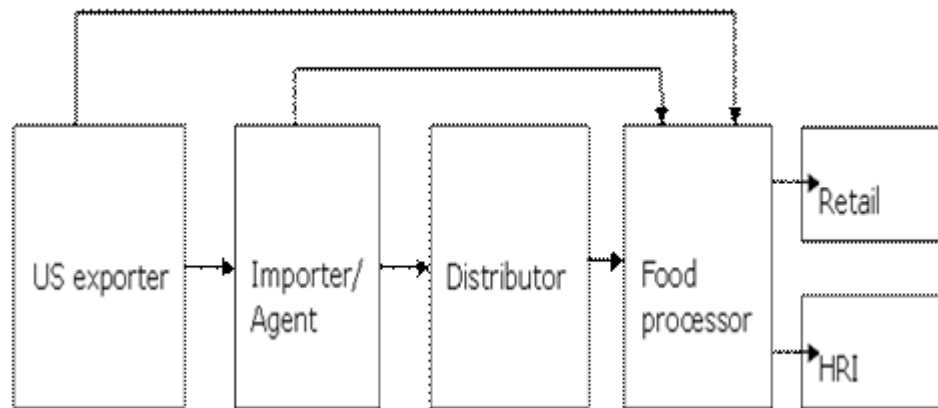 US exporter
Importer/
Agent
Distributor
Food
processor
Retail
HRI